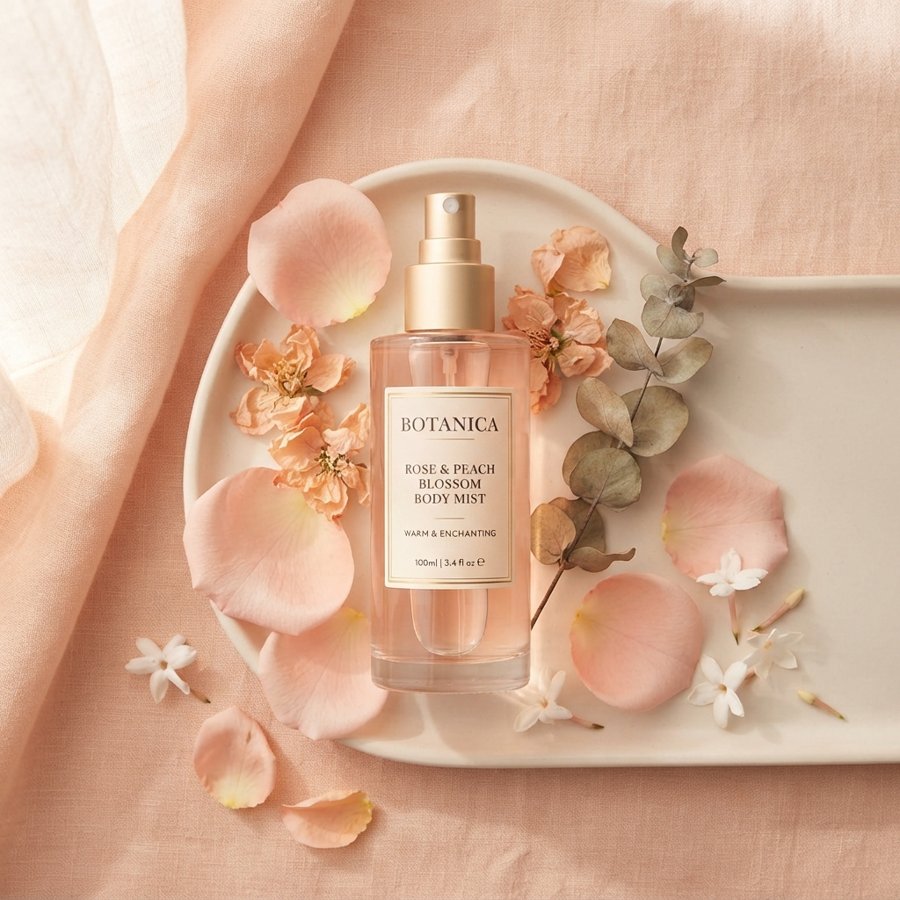 BOTANICA
ROSE & PEACH
BLOSSOM
BODY MIST
WARM & ENCHANTING
100ml | 3.4 fl oz ℮